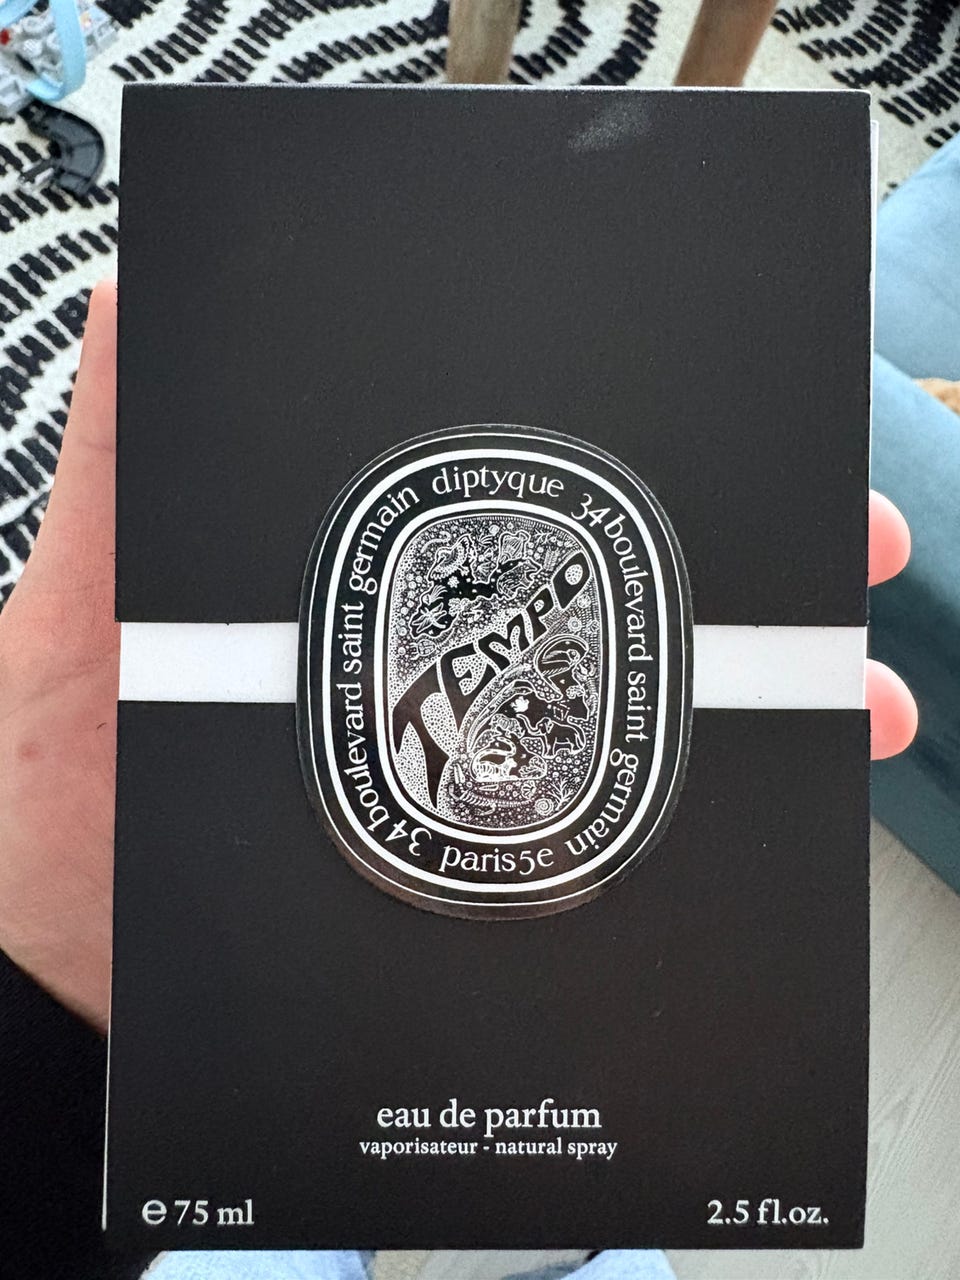 diptyque 34 boulevard saint germain
paris 5e
34 boulevard saint germain
TEMPO
eau de parfum
vaporisateur - natural spray
e 75 ml
2.5 fl.oz.